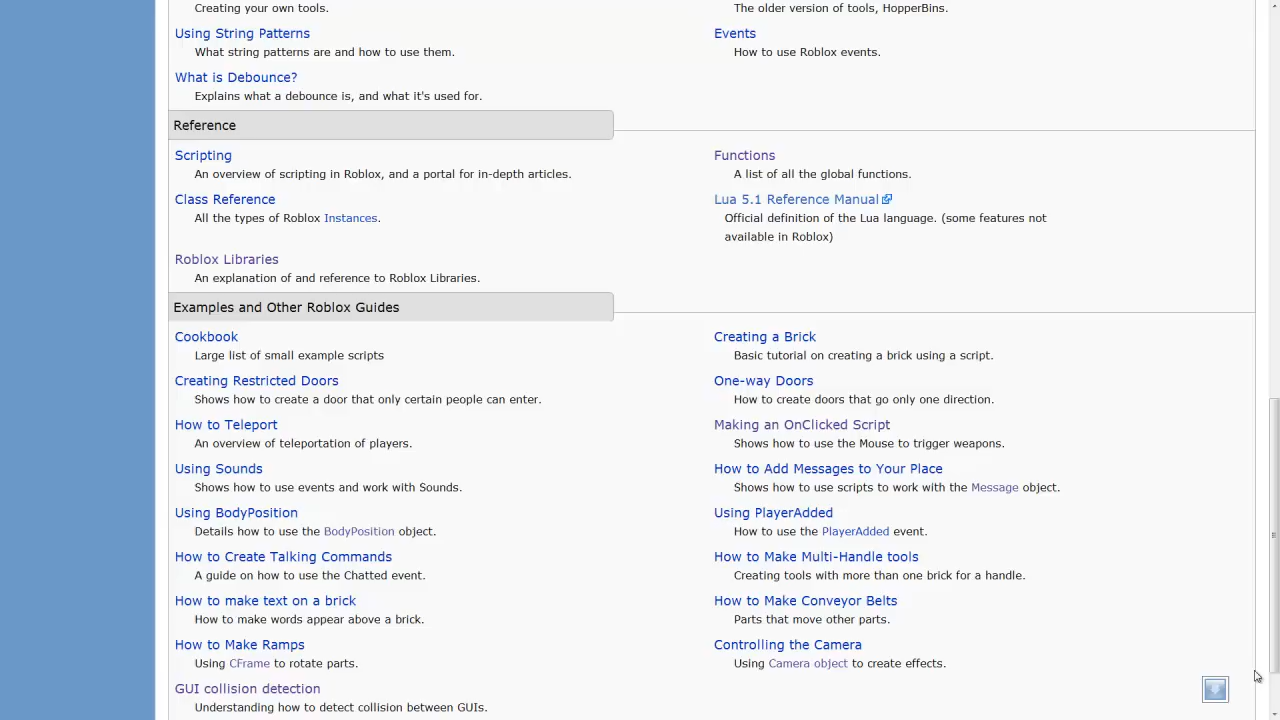 Creating your own tools.
The older version of tools, HopperBins.
Using String Patterns
What string patterns are and how to use them.
Events
How to use Roblox events.
What is Debounce?
Explains what a debounce is, and what it's used for.
Reference
Scripting
An overview of scripting in Roblox, and a portal for in-depth articles.
Functions
A list of all the global functions.
Class Reference
All the types of Roblox Instances.
Lua 5.1 Reference Manual
Official definition of the Lua language. (some features not
available in Roblox)
Roblox Libraries
An explanation of and reference to Roblox Libraries.
Examples and Other Roblox Guides
Cookbook
Large list of small example scripts
Creating a Brick
Basic tutorial on creating a brick using a script.
Creating Restricted Doors
Shows how to create a door that only certain people can enter.
One-way Doors
How to create doors that go only one direction.
How to Teleport
An overview of teleportation of players.
Making an OnClicked Script
Shows how to use the Mouse to trigger weapons.
Using Sounds
Shows how to use events and work with Sounds.
How to Add Messages to Your Place
Shows how to use scripts to work with the Message object.
Using BodyPosition
Details how to use the BodyPosition object.
Using PlayerAdded
How to use the PlayerAdded event.
How to Create Talking Commands
A guide on how to use the Chatted event.
How to Make Multi-Handle tools
Creating tools with more than one brick for a handle.
How to make text on a brick
How to make words appear above a brick.
How to Make Conveyor Belts
Parts that move other parts.
How to Make Ramps
Using CFrame to rotate parts.
Controlling the Camera
Using Camera object to create effects.
GUI collision detection
Understanding how to detect collision between GUIs.